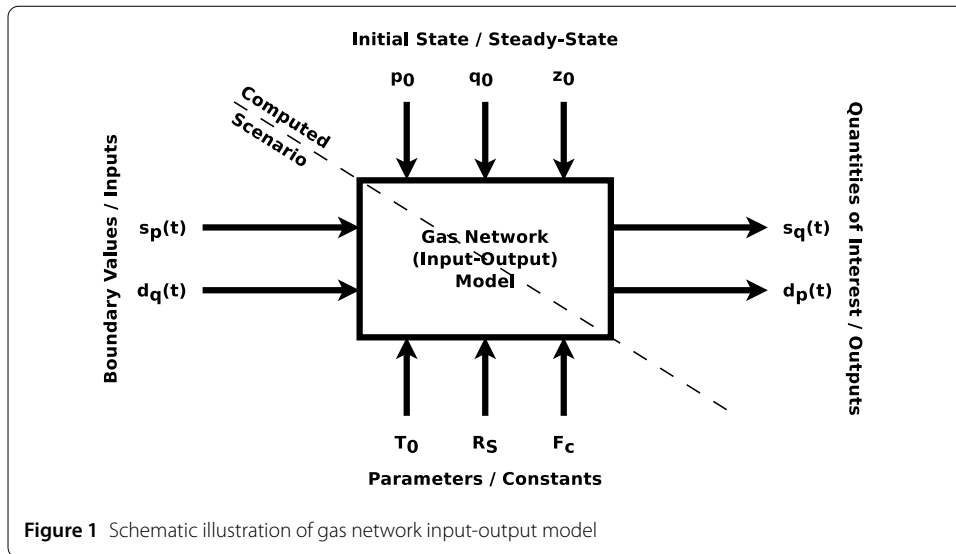 Initial State / Steady-State
p0 q0 z0
Computed
Scenario
Boundary Values / Inputs
sp(t)
dq(t)
Gas Network
(Input-Output)
Model
sq(t)
dp(t)
Quantities of Interest / Outputs
T0 RS Fc
Parameters / Constants
Figure 1 Schematic illustration of gas network input-output model